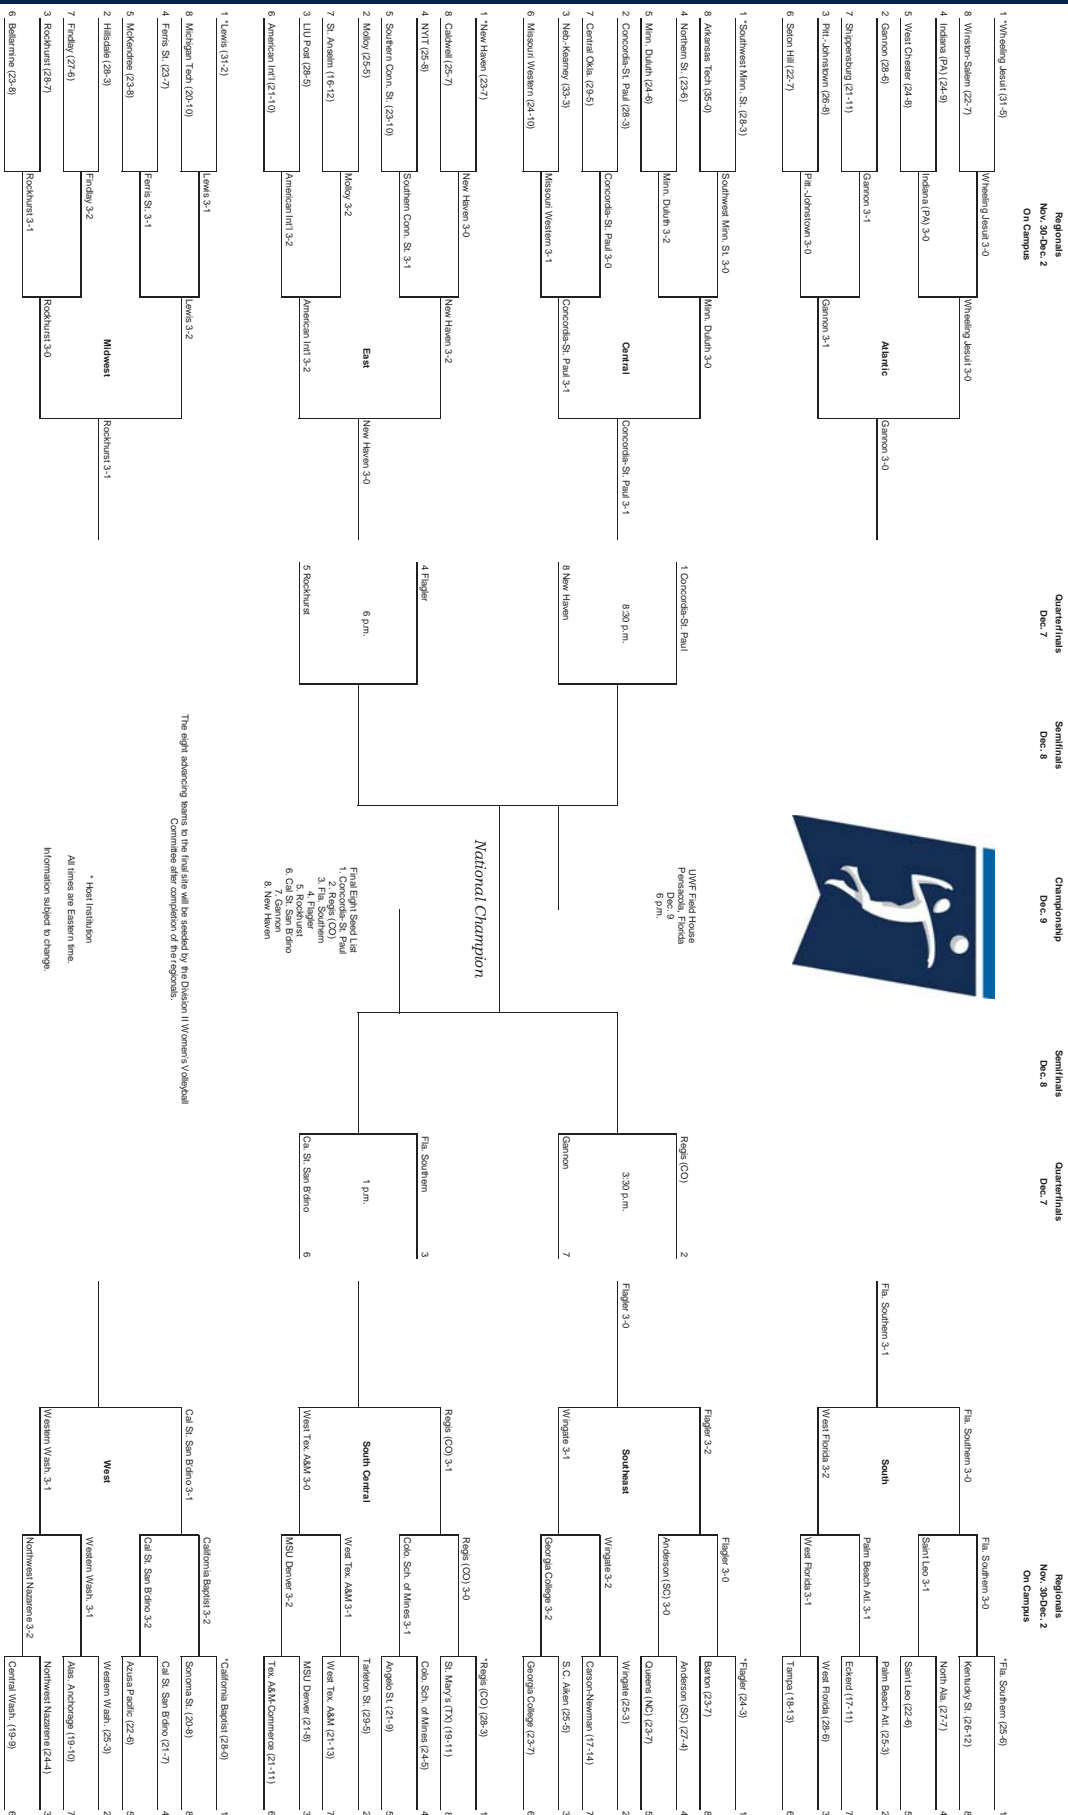 Regionals
Nov. 30-Dec. 2
On Campus
Quarterfinals
Dec. 7
Semifinals
Dec. 8
Championship
Dec. 9
Semifinals
Dec. 8
Quarterfinals
Dec. 7
Regionals
Nov. 30-Dec. 2
On Campus
1 *Wheeling Jesuit (31-5)
Wheeling Jesuit 3-0
8 Winston-Salem (22-7)
Wheeling Jesuit 3-0
4 Indiana (PA) (24-9)
Indiana (PA) 3-0
5 West Chester (24-8)
Atlantic
Gannon 3-0
2 Gannon (28-6)
Gannon 3-1
7 Shippensburg (21-11)
Gannon 3-1
3 Pitt.-Johnstown (26-8)
Pitt.-Johnstown 3-0
6 Seton Hill (22-7)
1 *Southwest Minn. St. (28-3)
Southwest Minn. St. 3-0
8 Arkansas Tech (35-0)
Minn. Duluth 3-0
4 Northern St. (23-6)
Minn. Duluth 3-2
5 Minn. Duluth (24-6)
Central
Concordia-St. Paul 3-1
2 Concordia-St. Paul (28-3)
Concordia-St. Paul 3-0
7 Central Okla. (29-5)
Concordia-St. Paul 3-1
3 Neb.-Kearney (33-3)
Missouri Western 3-1
6 Missouri Western (24-10)
1 *New Haven (23-7)
New Haven 3-0
8 Caldwell (25-7)
New Haven 3-2
4 NYIT (25-8)
Southern Conn. St. 3-1
5 Southern Conn. St. (23-10)
East
New Haven 3-0
2 Molloy (25-5)
Molloy 3-2
7 St. Anselm (16-12)
American Int'l 3-2
3 LIU Post (28-5)
American Int'l 3-2
6 American Int'l (21-10)
1 *Lewis (31-2)
Lewis 3-1
8 Michigan Tech (20-10)
Lewis 3-2
4 Ferris St. (23-7)
Ferris St. 3-1
5 McKendree (23-8)
Midwest
Rockhurst 3-1
2 Hillsdale (28-3)
Findlay 3-2
7 Findlay (27-6)
Rockhurst 3-0
3 Rockhurst (28-7)
Rockhurst 3-1
6 Bellarmine (23-8)
1 Concordia-St. Paul
8:30 p.m.
8 New Haven
4 Flagler
6 p.m.
5 Rockhurst
UWF Field House
Pensacola, Florida
Dec. 9
6 p.m.
National Champion
Final Eight Seed List
1. Concordia-St. Paul
2. Regis (CO)
3. Fla. Southern
4. Flagler
5. Rockhurst
6. Cal St. San B'dino
7. Gannon
8. New Haven
The eight advancing teams to the final site will be seeded by the Division II Women's Volleyball
Committee after completion of the regionals.
* Host Institution
All times are Eastern time.
Information subject to change.
Regis (CO) 2
3:30 p.m.
Gannon 7
Fla. Southern 3
1 p.m.
Ca. St. San B'dino 6
*Fla. Southern (25-6) 1
Fla. Southern 3-0
Kentucky St. (26-12) 8
Fla. Southern 3-0
North Ala. (27-7) 4
Saint Leo 3-1
Saint Leo (22-6) 5
South
Fla. Southern 3-1
Palm Beach Atl. (25-3) 2
Palm Beach Atl. 3-1
Eckerd (17-11) 7
West Florida 3-2
West Florida (28-6) 3
West Florida 3-1
Tampa (18-13) 6
*Flagler (24-3) 1
Flagler 3-0
Barton (23-7) 8
Flagler 3-2
Anderson (SC) (27-4) 4
Anderson (SC) 3-0
Queens (NC) (23-7) 5
Southeast
Flagler 3-0
Wingate (25-3) 2
Wingate 3-2
Carson-Newman (17-14) 7
Wingate 3-1
S.C. Aiken (25-5) 3
Georgia College 3-2
Georgia College (23-7) 6
*Regis (CO) (28-3) 1
Regis (CO) 3-0
St. Mary's (TX) (19-11) 8
Regis (CO) 3-1
Colo. Sch. of Mines (24-5) 4
Colo. Sch. of Mines 3-1
Angelo St. (21-9) 5
South Central
Tarleton St. (29-5) 2
West Tex. A&M 3-1
West Tex. A&M (21-13) 7
West Tex. A&M 3-0
MSU Denver (21-8) 3
MSU Denver 3-2
Tex. A&M-Commerce (21-11) 6
*California Baptist (28-0) 1
California Baptist 3-2
Sonoma St. (20-8) 8
Cal St. San B'dino 3-1
Cal St. San B'dino (21-7) 4
Cal St. San B'dino 3-2
Azusa Pacific (22-6) 5
West
Western Wash. (25-3) 2
Western Wash. 3-1
Alas. Anchorage (19-10) 7
Western Wash. 3-1
Northwest Nazarene (24-4) 3
Northwest Nazarene 3-2
Central Wash. (19-9) 6